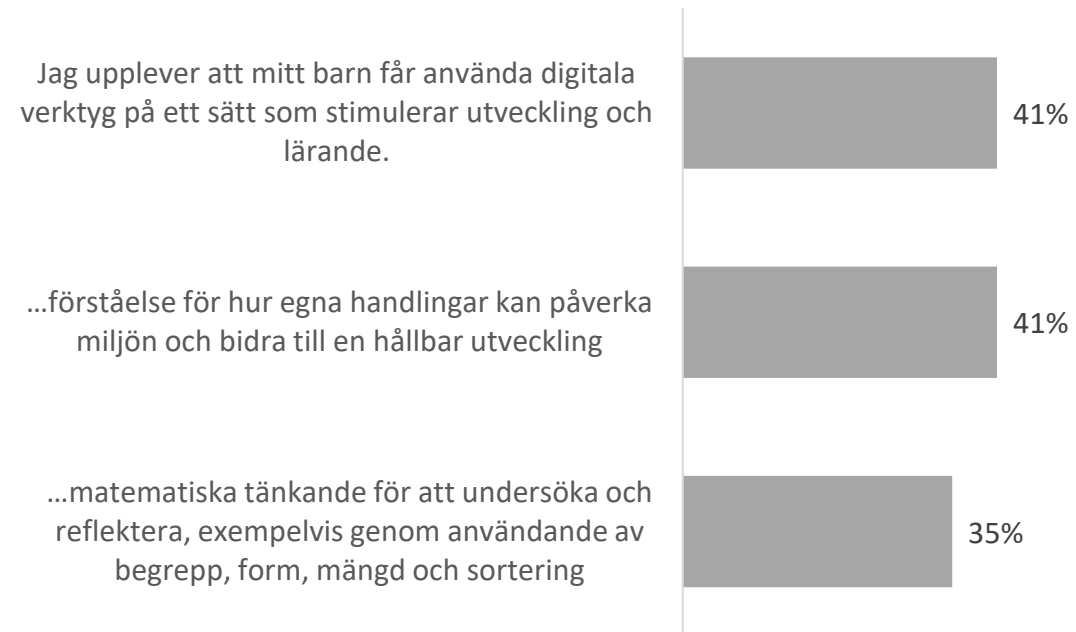 Jag upplever att mitt barn får använda digitala
verktyg på ett sätt som stimulerar utveckling och
lärande.
41%
...förståelse för hur egna handlingar kan påverka
miljön och bidra till en hållbar utveckling
41%
...matematiska tänkande för att undersöka och
reflektera, exempelvis genom användande av
begrepp, form, mängd och sortering
35%